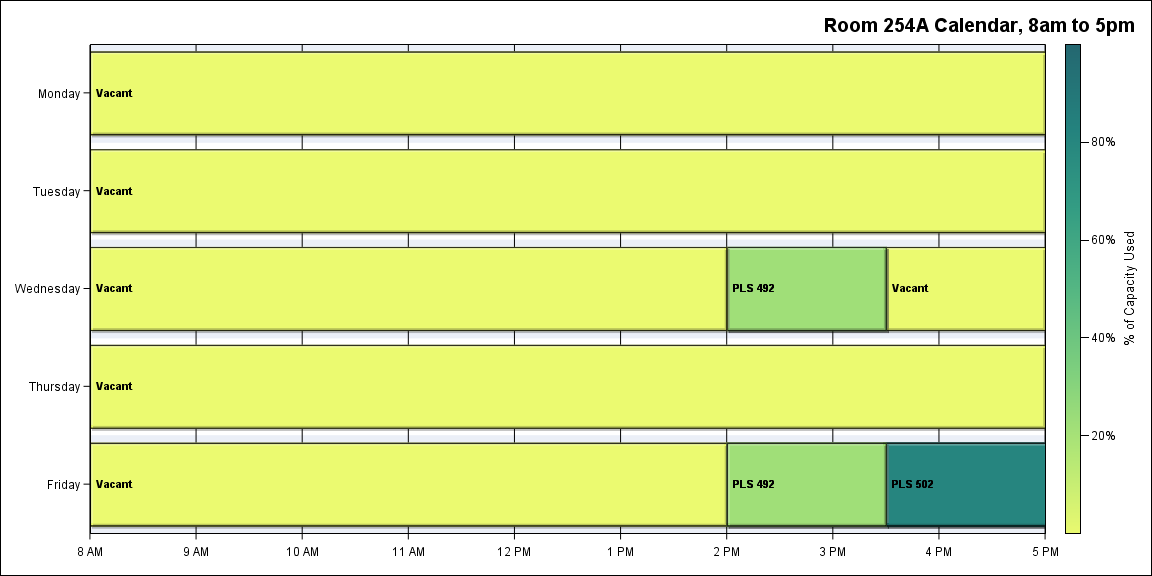 Room 254A Calendar, 8am to 5pm
Monday
Vacant
Tuesday
Vacant
Wednesday
Vacant
PLS 492
Vacant
Thursday
Vacant
Friday
Vacant
PLS 492
PLS 502
8 AM
9 AM
10 AM
11 AM
12 PM
1 PM
2 PM
3 PM
4 PM
5 PM
80%
60%
40%
20%
% of Capacity Used